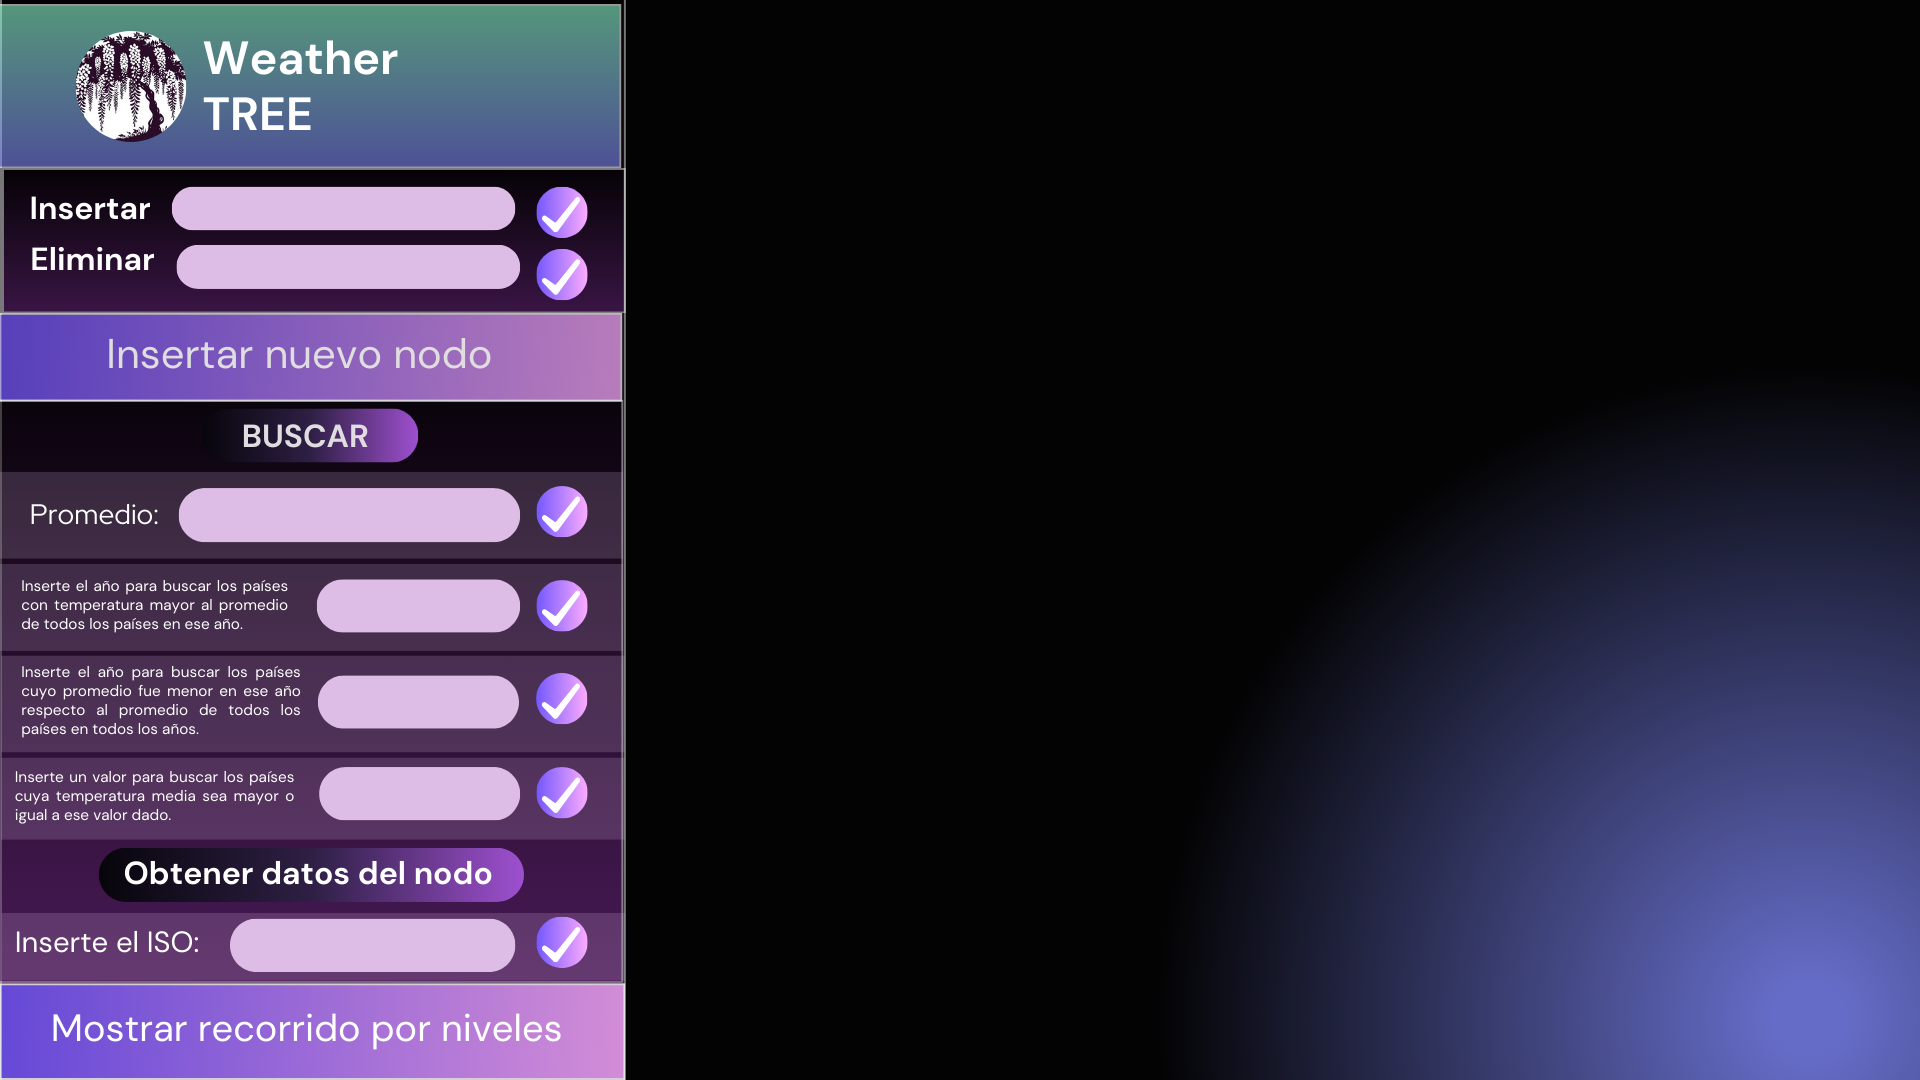 Weather
TREE
Insertar
Eliminar
Insertar nuevo nodo
BUSCAR
Promedio:
Inserte el año para buscar los países
con temperatura mayor al promedio
de todos los países en ese año.
Inserte el año para buscar los países
cuyo promedio fue menor en ese año
respecto al promedio de todos los
países en todos los años.
Inserte un valor para buscar los países
cuya temperatura media sea mayor o
igual a ese valor dado.
Obtener datos del nodo
Inserte el ISO:
Mostrar recorrido por niveles